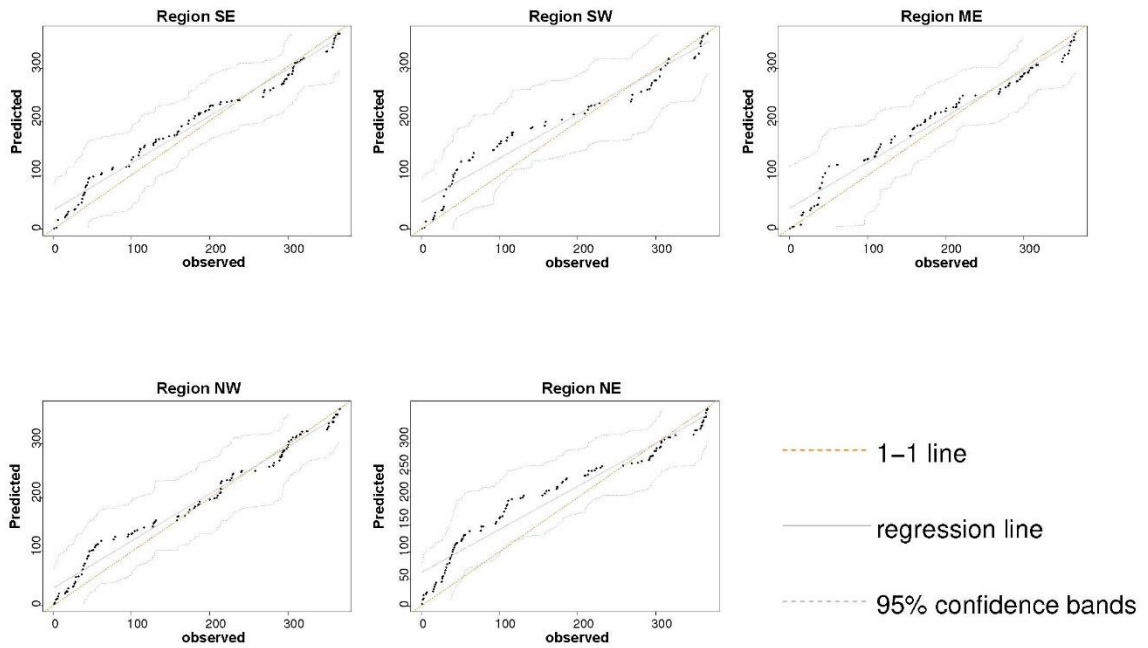 Region SE
Predicted
0 100 200 300
0 100 200 300
observed
Region SW
Predicted
0 100 200 300
0 100 200 300
observed
Region ME
Predicted
0 100 200 300
0 100 200 300
observed
Region NW
Predicted
0 100 200 300
0 100 200 300
observed
Region NE
Predicted
0 50 100 150 250 300
0 100 200 300
observed
1–1 line
regression line
95% confidence bands